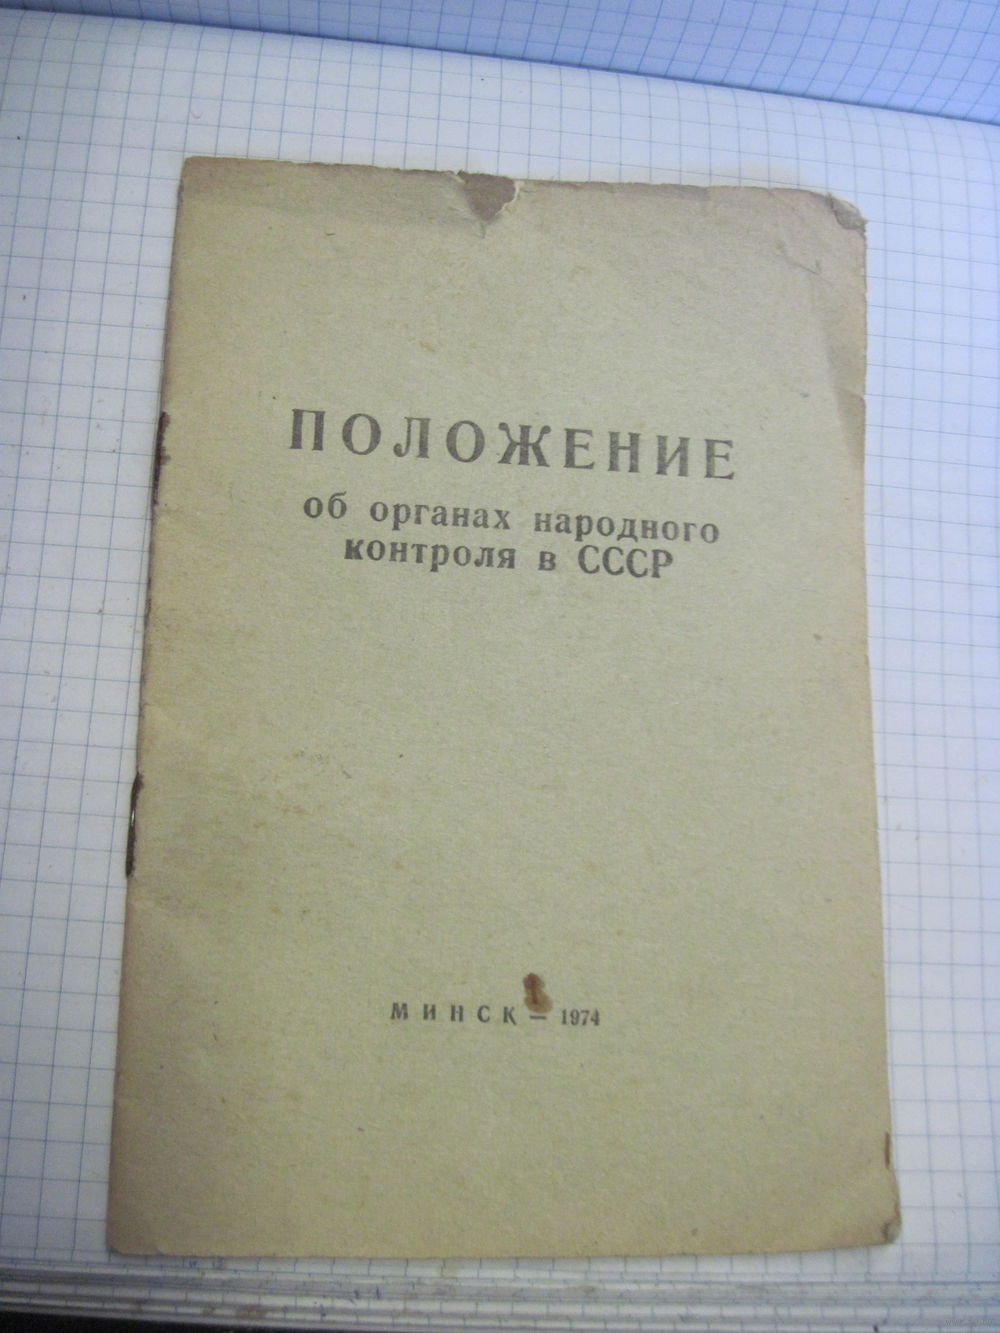 ПОЛОЖЕНИЕ
об органах народного
контроля в СССР
МИНСК — 1974